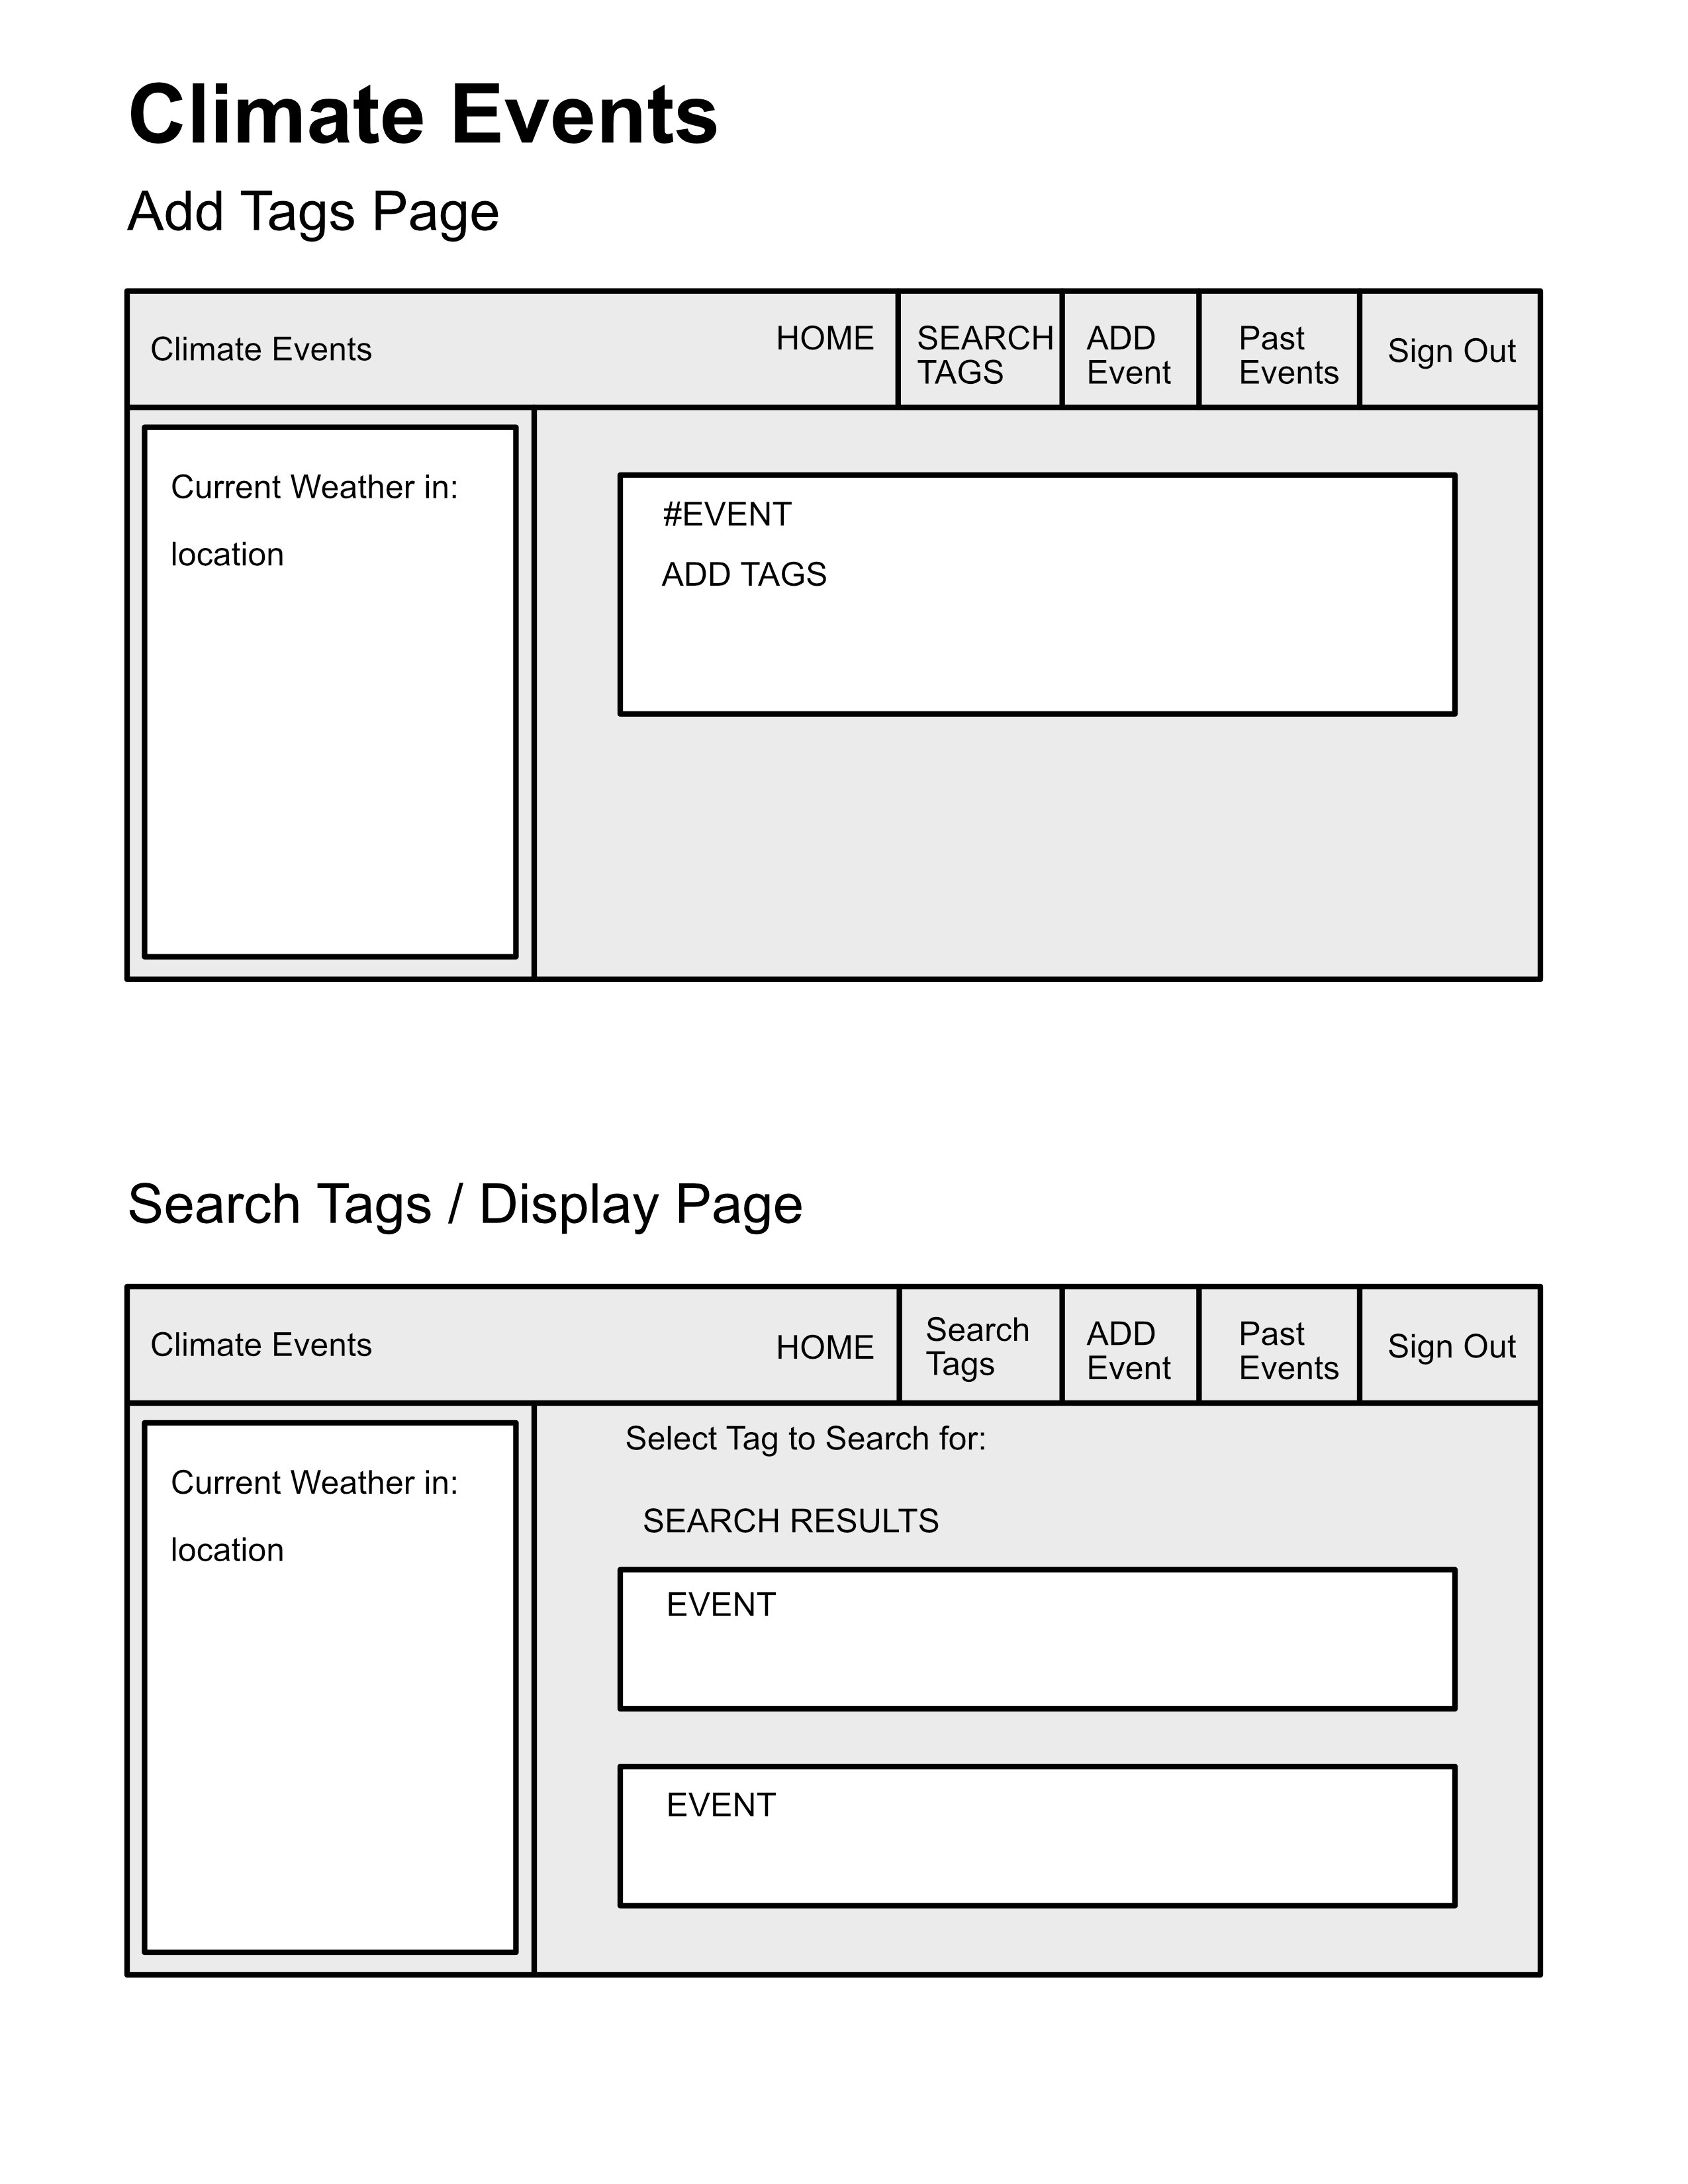 Climate Events
Add Tags Page
Climate Events
HOME
SEARCH
TAGS
ADD
Event
Past
Events
Sign Out
Current Weather in:
location
#EVENT
ADD TAGS
Search Tags / Display Page
Climate Events
HOME
Search
Tags
ADD
Event
Past
Events
Sign Out
Current Weather in:
location
Select Tag to Search for:
SEARCH RESULTS
EVENT
EVENT